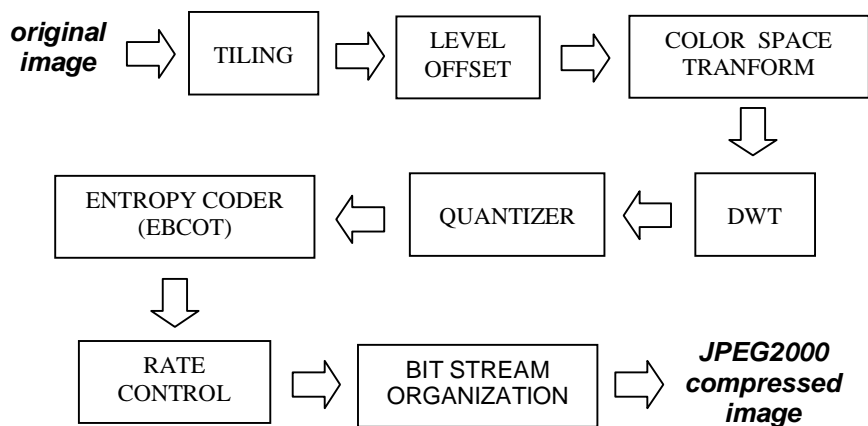 original
image
TILING
LEVEL
OFFSET
COLOR SPACE
TRANFORM
DWT
QUANTIZER
ENTROPY CODER
(EBCOT)
RATE
CONTROL
BIT STREAM
ORGANIZATION
JPEG2000
compressed
image